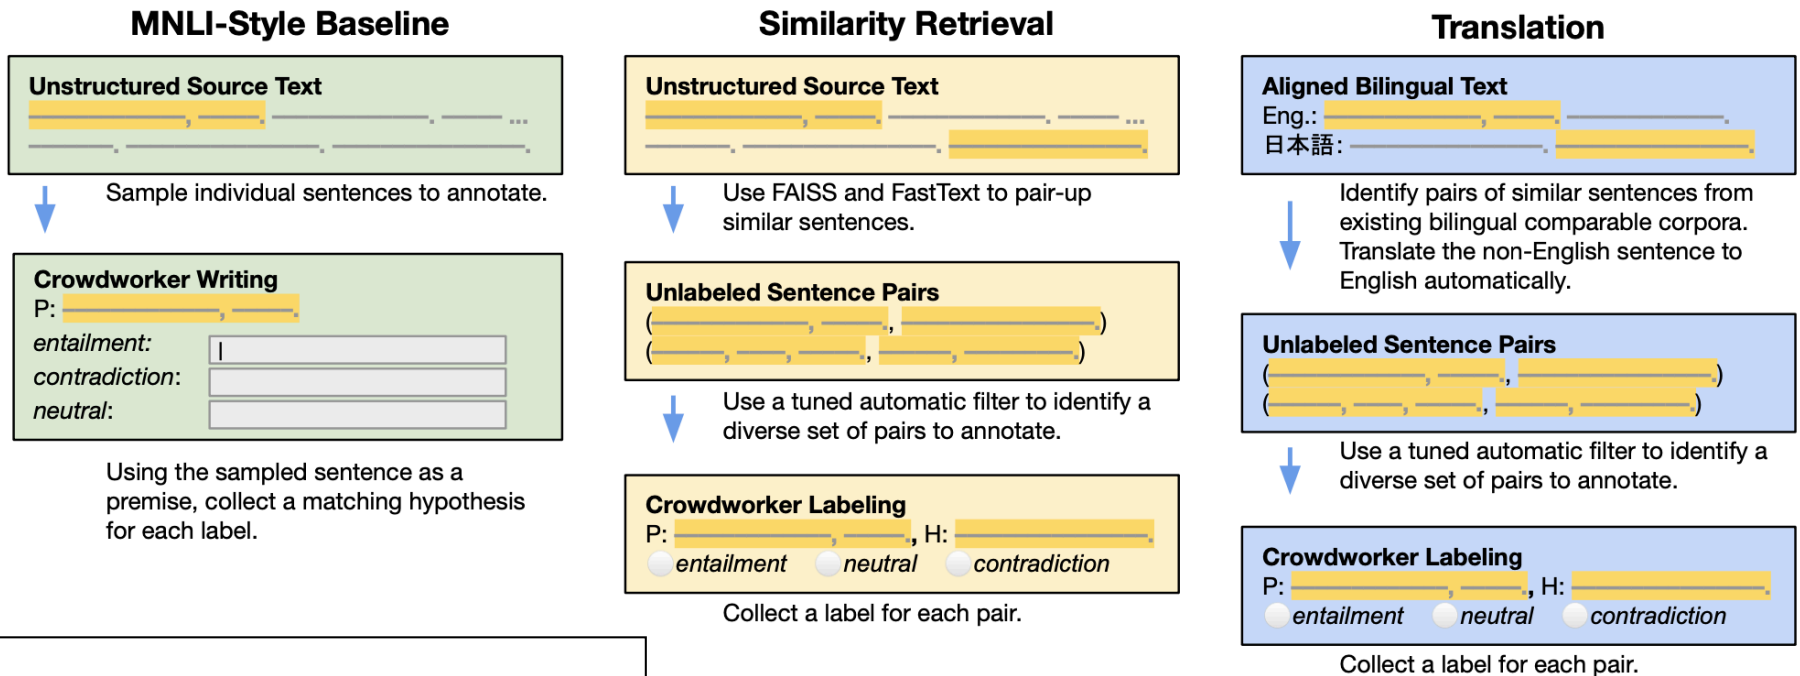 MNLI-Style Baseline
Unstructured Source Text
Sample individual sentences to annotate.
Crowdworker Writing
P:
entailment:
contradiction:
neutral:
Using the sampled sentence as a
premise, collect a matching hypothesis
for each label.
Similarity Retrieval
Unstructured Source Text
Use FAISS and FastText to pair-up
similar sentences.
Unlabeled Sentence Pairs
Use a tuned automatic filter to identify a
diverse set of pairs to annotate.
Crowdworker Labeling
P: , H:
entailment neutral contradiction
Collect a label for each pair.
Translation
Aligned Bilingual Text
Eng.:
日本語:
Identify pairs of similar sentences from
existing bilingual comparable corpora.
Translate the non-English sentence to
English automatically.
Unlabeled Sentence Pairs
Use a tuned automatic filter to identify a
diverse set of pairs to annotate.
Crowdworker Labeling
P: , H:
entailment neutral contradiction
Collect a label for each pair.